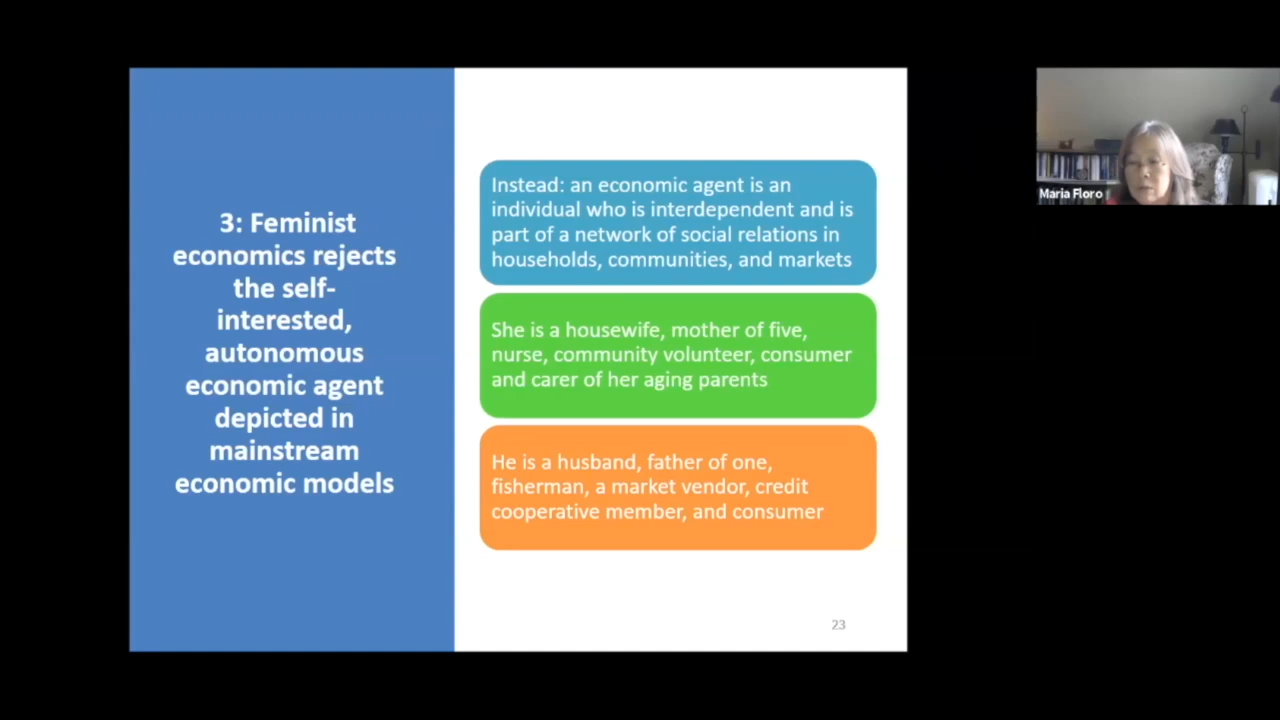 3: Feminist
economics rejects
the self-
interested,
autonomous
economic agent
depicted in
mainstream
economic models
Instead: an economic agent is an
individual who is interdependent and is
part of a network of social relations in
households, communities, and markets
She is a housewife, mother of five,
nurse, community volunteer, consumer
and carer of her aging parents
He is a husband, father of one,
fisherman, a market vendor, credit
cooperative member, and consumer
23
Maria Floro